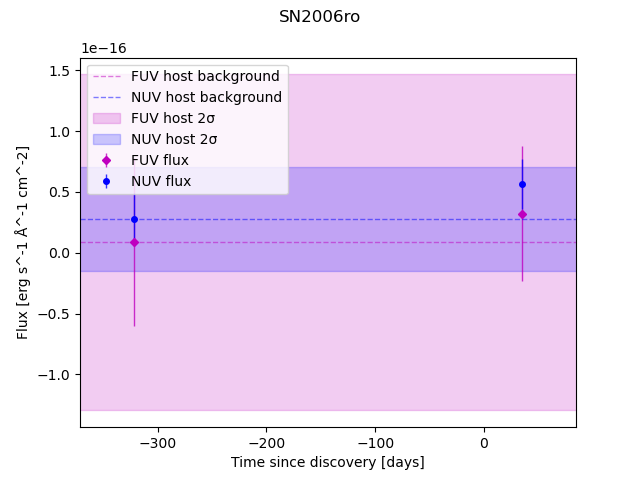 SN2006ro
1e−16
FUV host background
NUV host background
FUV host 2σ
NUV host 2σ
FUV flux
NUV flux
1.5
1.0
0.5
0.0
−0.5
−1.0
Flux [erg s^-1 Å^-1 cm^-2]
−300
−200
−100
0
Time since discovery [days]